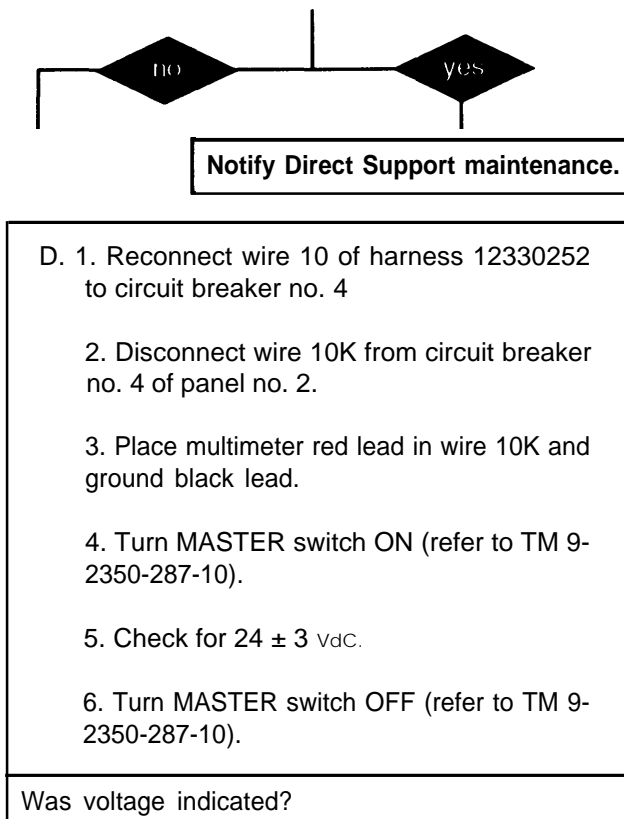 no
yes
Notify Direct Support maintenance.
D. 1. Reconnect wire 10 of harness 12330252
to circuit breaker no. 4
2. Disconnect wire 10K from circuit breaker
no. 4 of panel no. 2.
3. Place multimeter red lead in wire 10K and
ground black lead.
4. Turn MASTER switch ON (refer to TM 9-
2350-287-10).
5. Check for 24 ± 3 VdC.
6. Turn MASTER switch OFF (refer to TM 9-
2350-287-10).
Was voltage indicated?